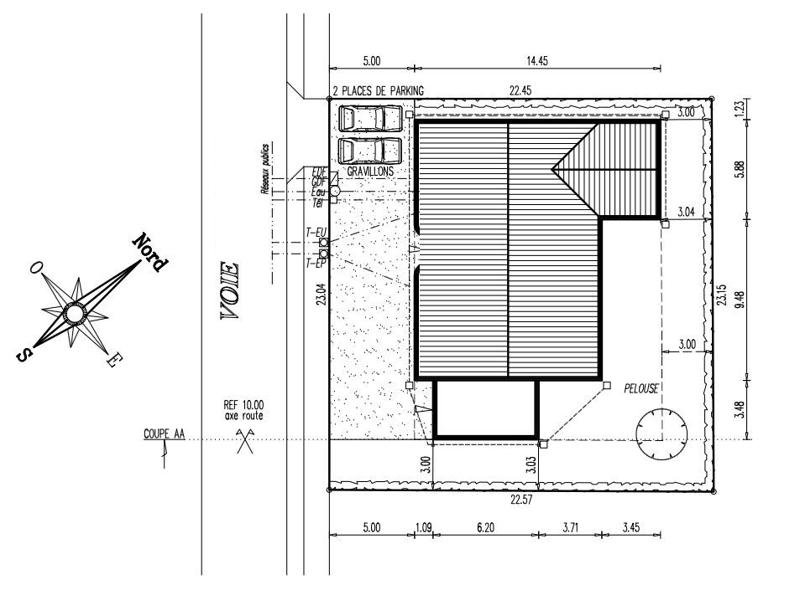 5.00
14.45
2 PLACES DE PARKING
22.45
3.00
1.23
GRAVILLONS
Réseaux publics
EDF
GDF
Eau
Tél
5.88
3.04
T-EU
T-EP
Nord
O
S
E
VOIE
23.04
23.15
9.48
3.00
PELOUSE
REF 10.00
axe route
COUPE AA
3.48
3.00
3.03
22.57
5.00
1.09
6.20
3.71
3.45